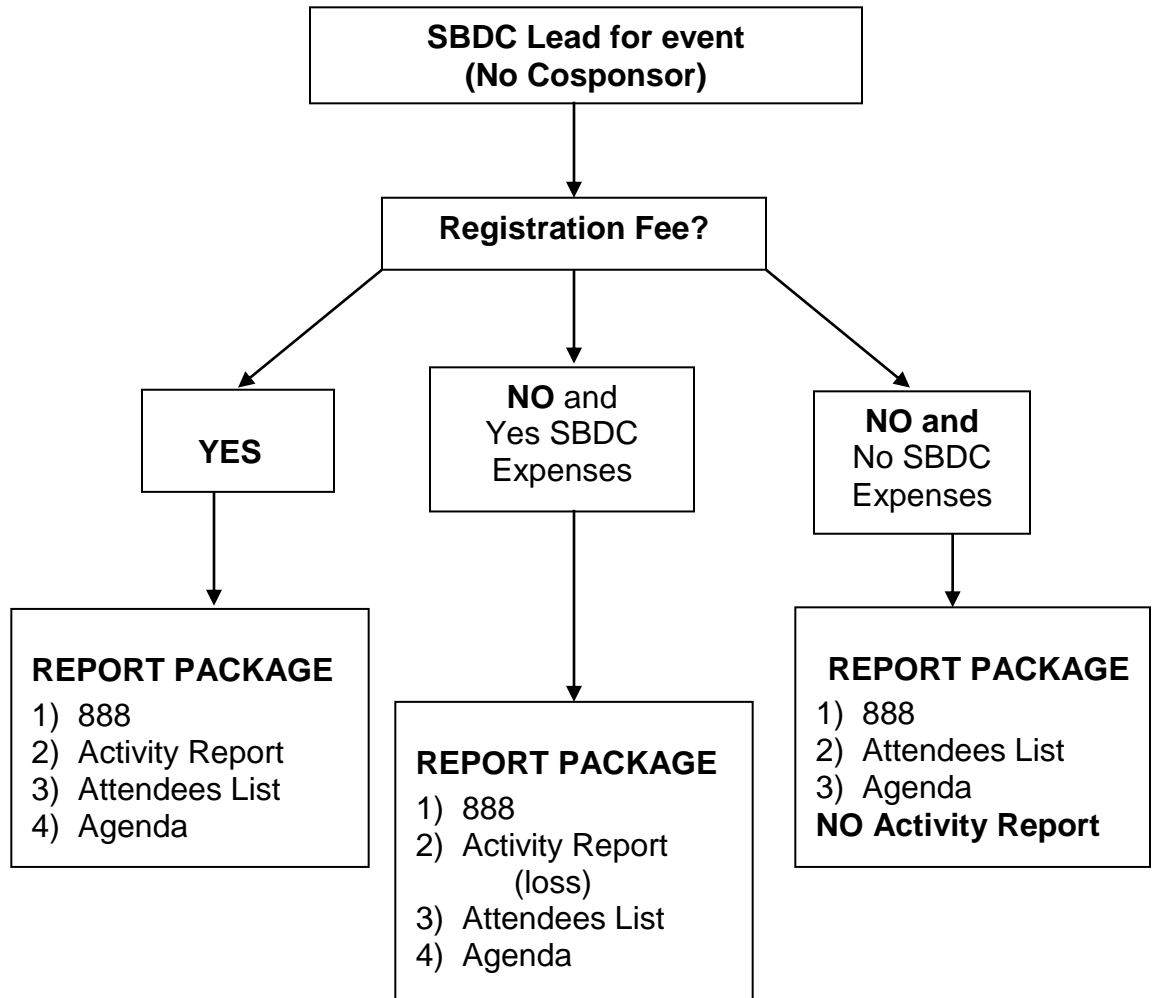 SBDC Lead for event
(No Cosponsor)
Registration Fee?
YES
NO and
Yes SBDC
Expenses
NO and
No SBDC
Expenses
REPORT PACKAGE
1) 888
2) Activity Report
3) Attendees List
4) Agenda
REPORT PACKAGE
1) 888
2) Activity Report
(loss)
3) Attendees List
4) Agenda
REPORT PACKAGE
1) 888
2) Attendees List
3) Agenda
NO Activity Report